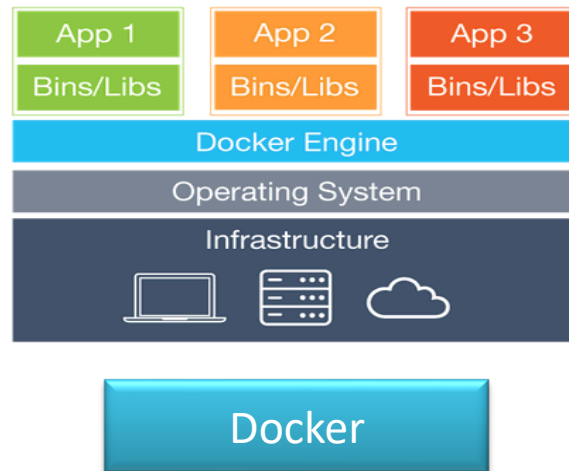 App 1 App 2 App 3
Bins/Libs Bins/Libs Bins/Libs
Docker Engine
Operating System
Infrastructure
Docker